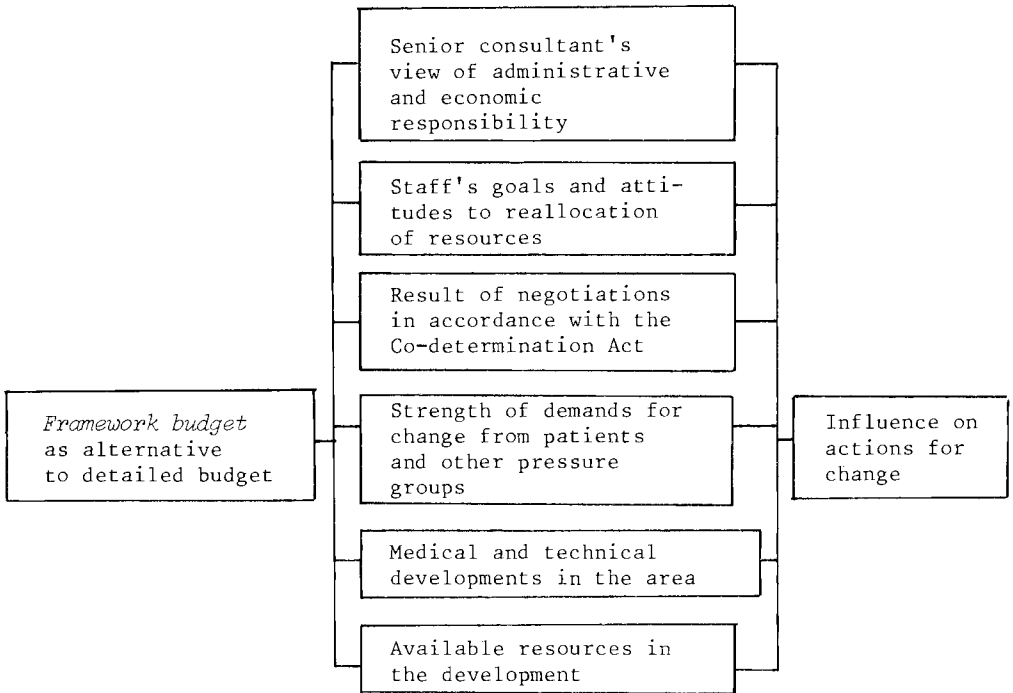 Senior consultant's
view of administrative
and economic
responsibility
Staff's goals and atti-
tudes to reallocation
of resources
Result of negotiations
in accordance with the
Co-determination Act
Framework budget
as alternative
to detailed budget
Strength of demands for
change from patients
and other pressure
groups
Influence on
actions for
change
Medical and technical
developments in the area
Available resources in
the development